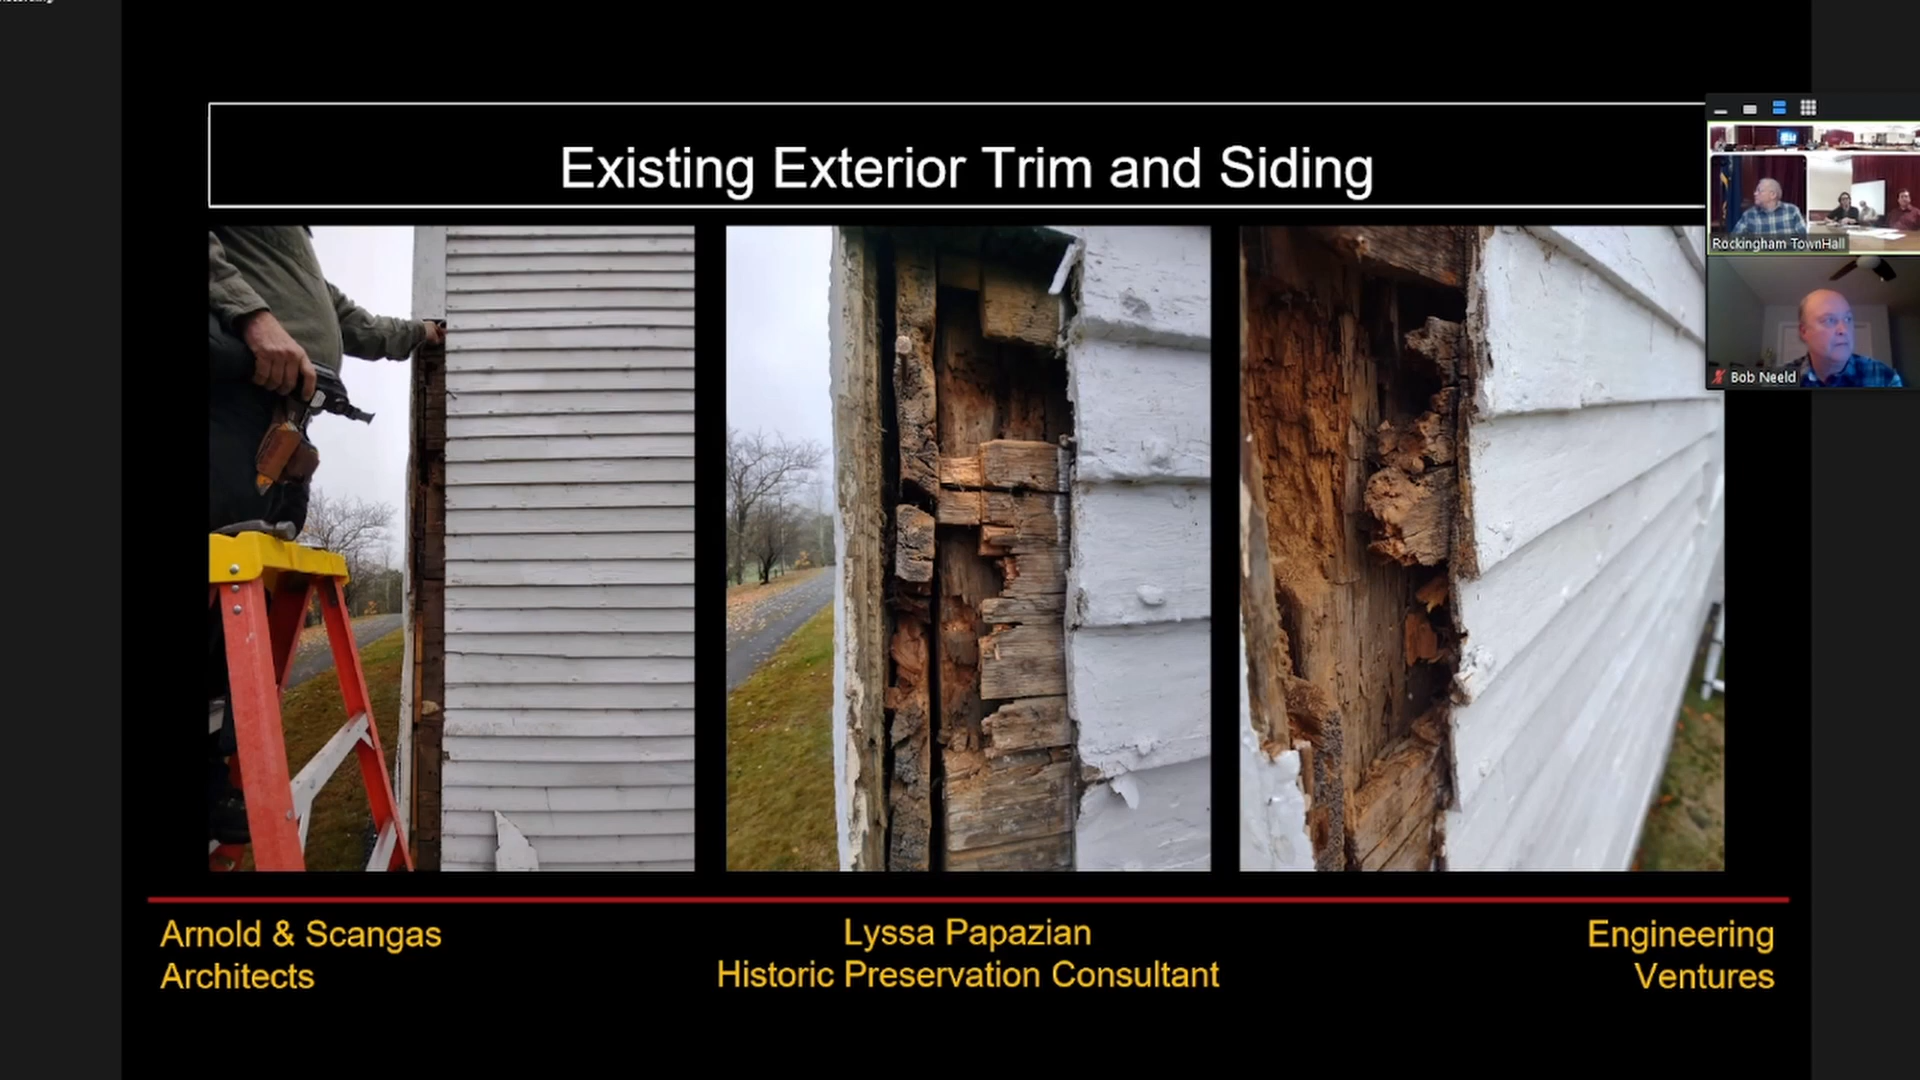 Existing Exterior Trim and Siding
Rockingham TownHall
Bob Neeld
Arnold & Scangas
Architects
Lyssa Papazian
Historic Preservation Consultant
Engineering
Ventures